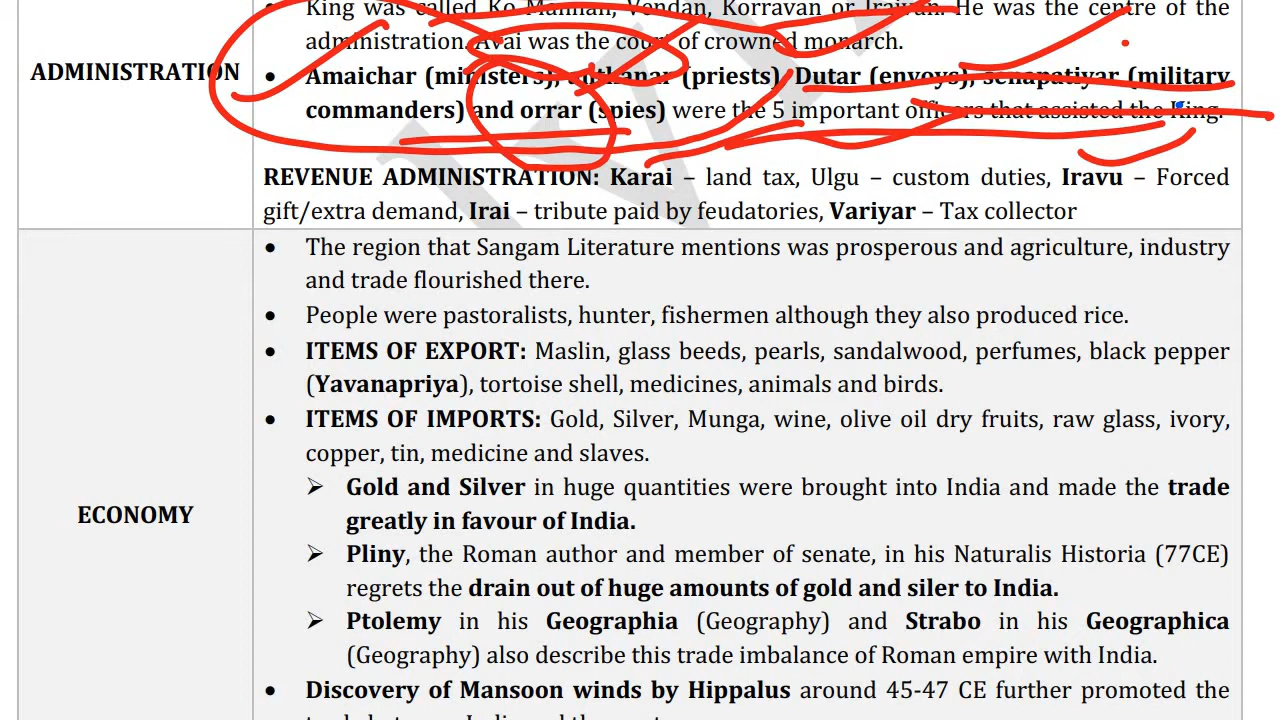 King was called Ko Mannan, Vendan, Korravan or Iraivan. He was the centre of the
administration. Avai was the court of crowned monarch.
ADMINISTRATION
Amaichar (ministers), (priests), Dutar (envoys), senapatiyar (military
commanders) and orrar (spies) were the 5 important officers that assisted the King.
REVENUE ADMINISTRATION: Karai – land tax, Ulgu – custom duties, Iravu – Forced
gift/extra demand, Irai – tribute paid by feudatories, Variyar – Tax collector
ECONOMY
• The region that Sangam Literature mentions was prosperous and agriculture, industry
and trade flourished there.
• People were pastoralists, hunter, fishermen although they also produced rice.
• ITEMS OF EXPORT: Maslin, glass beeds, pearls, sandalwood, perfumes, black pepper
(Yavanapriya), tortoise shell, medicines, animals and birds.
• ITEMS OF IMPORTS: Gold, Silver, Munga, wine, olive oil dry fruits, raw glass, ivory,
copper, tin, medicine and slaves.
➢ Gold and Silver in huge quantities were brought into India and made the trade
greatly in favour of India.
➢ Pliny, the Roman author and member of senate, in his Naturalis Historia (77CE)
regrets the drain out of huge amounts of gold and siler to India.
➢ Ptolemy in his Geographia (Geography) and Strabo in his Geographica
(Geography) also describe this trade imbalance of Roman empire with India.
• Discovery of Mansoon winds by Hippalus around 45-47 CE further promoted the